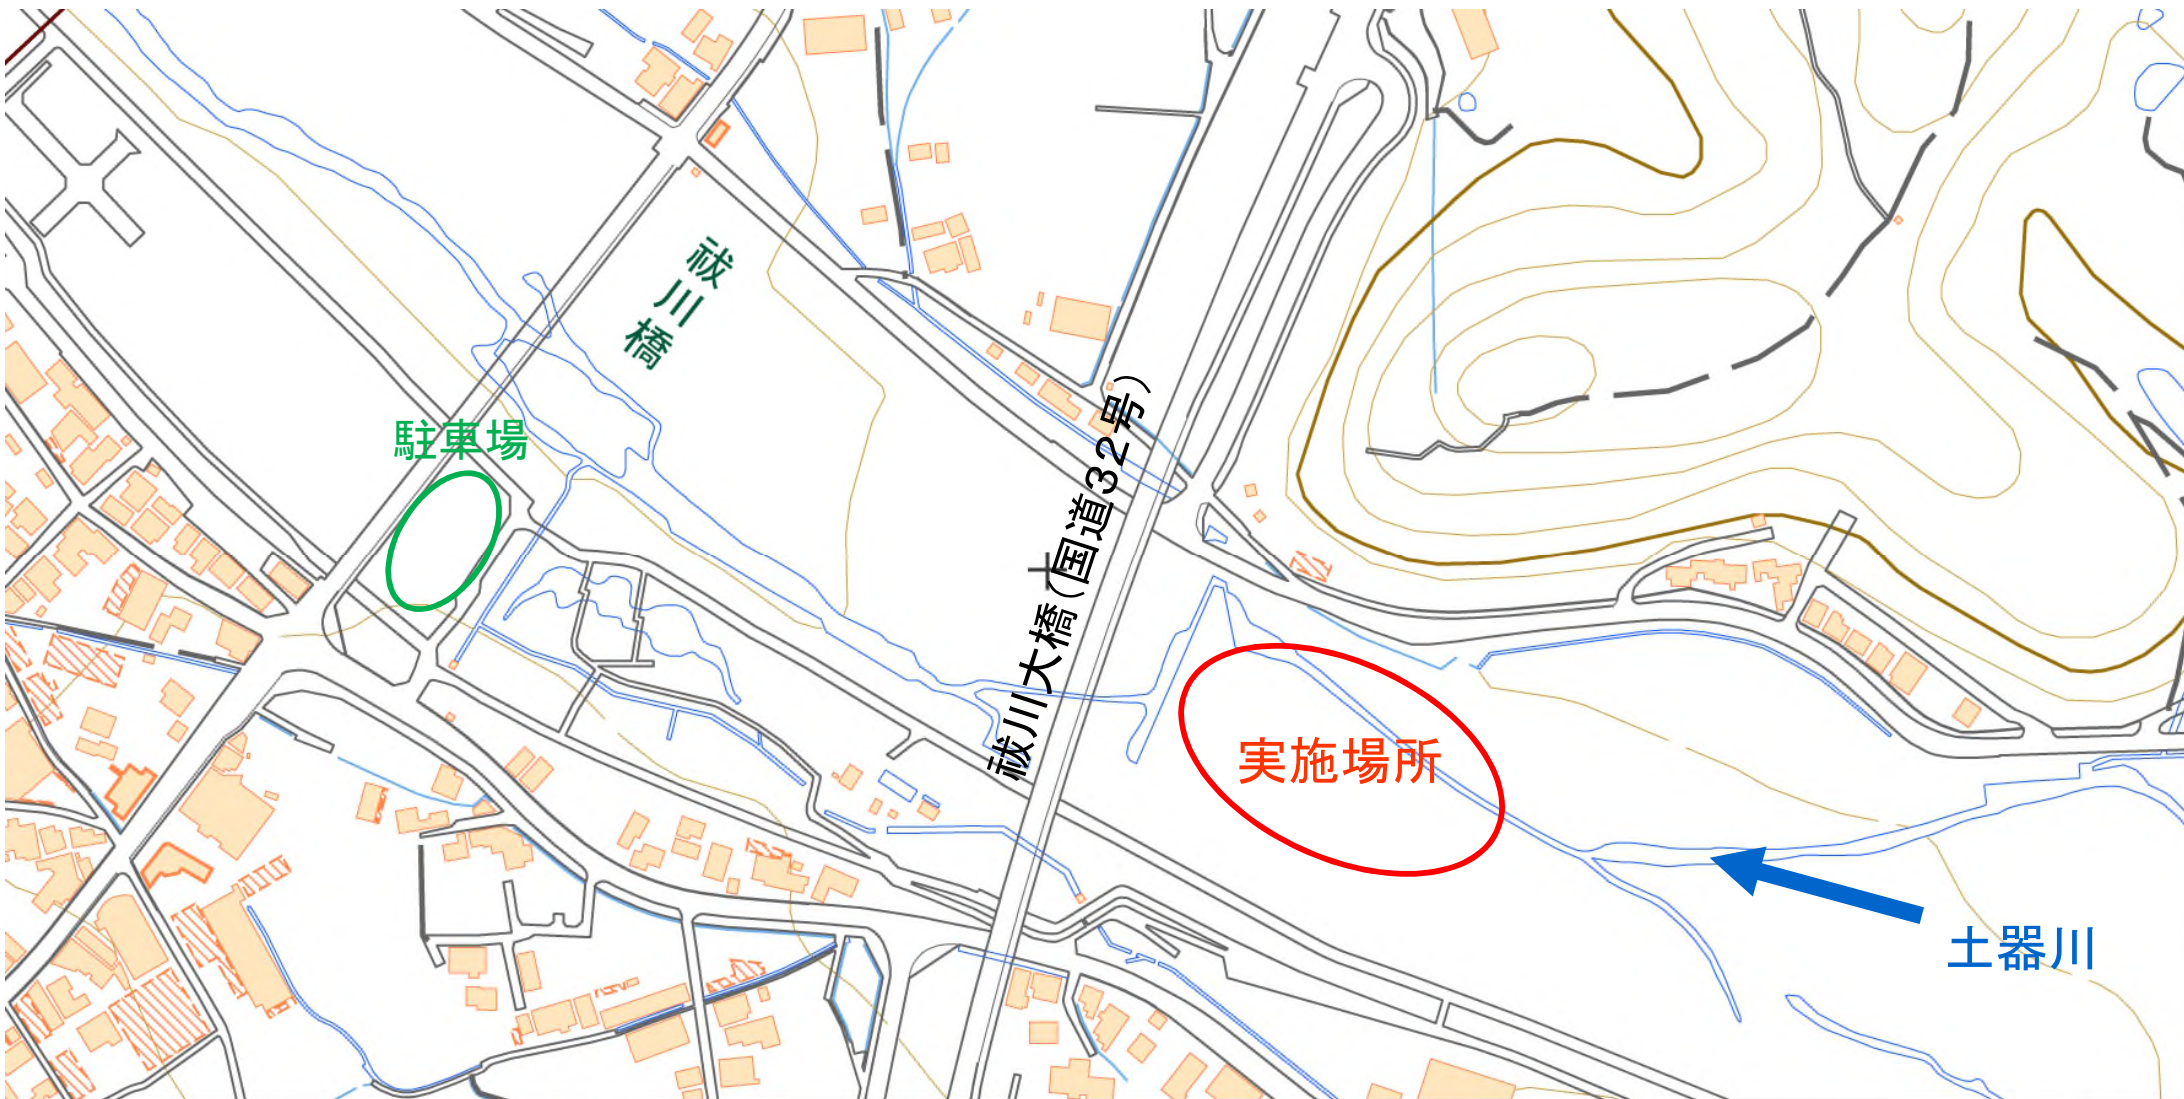 祓川橋
駐車場
祓川大橋(国道32号)
実施場所
土器川